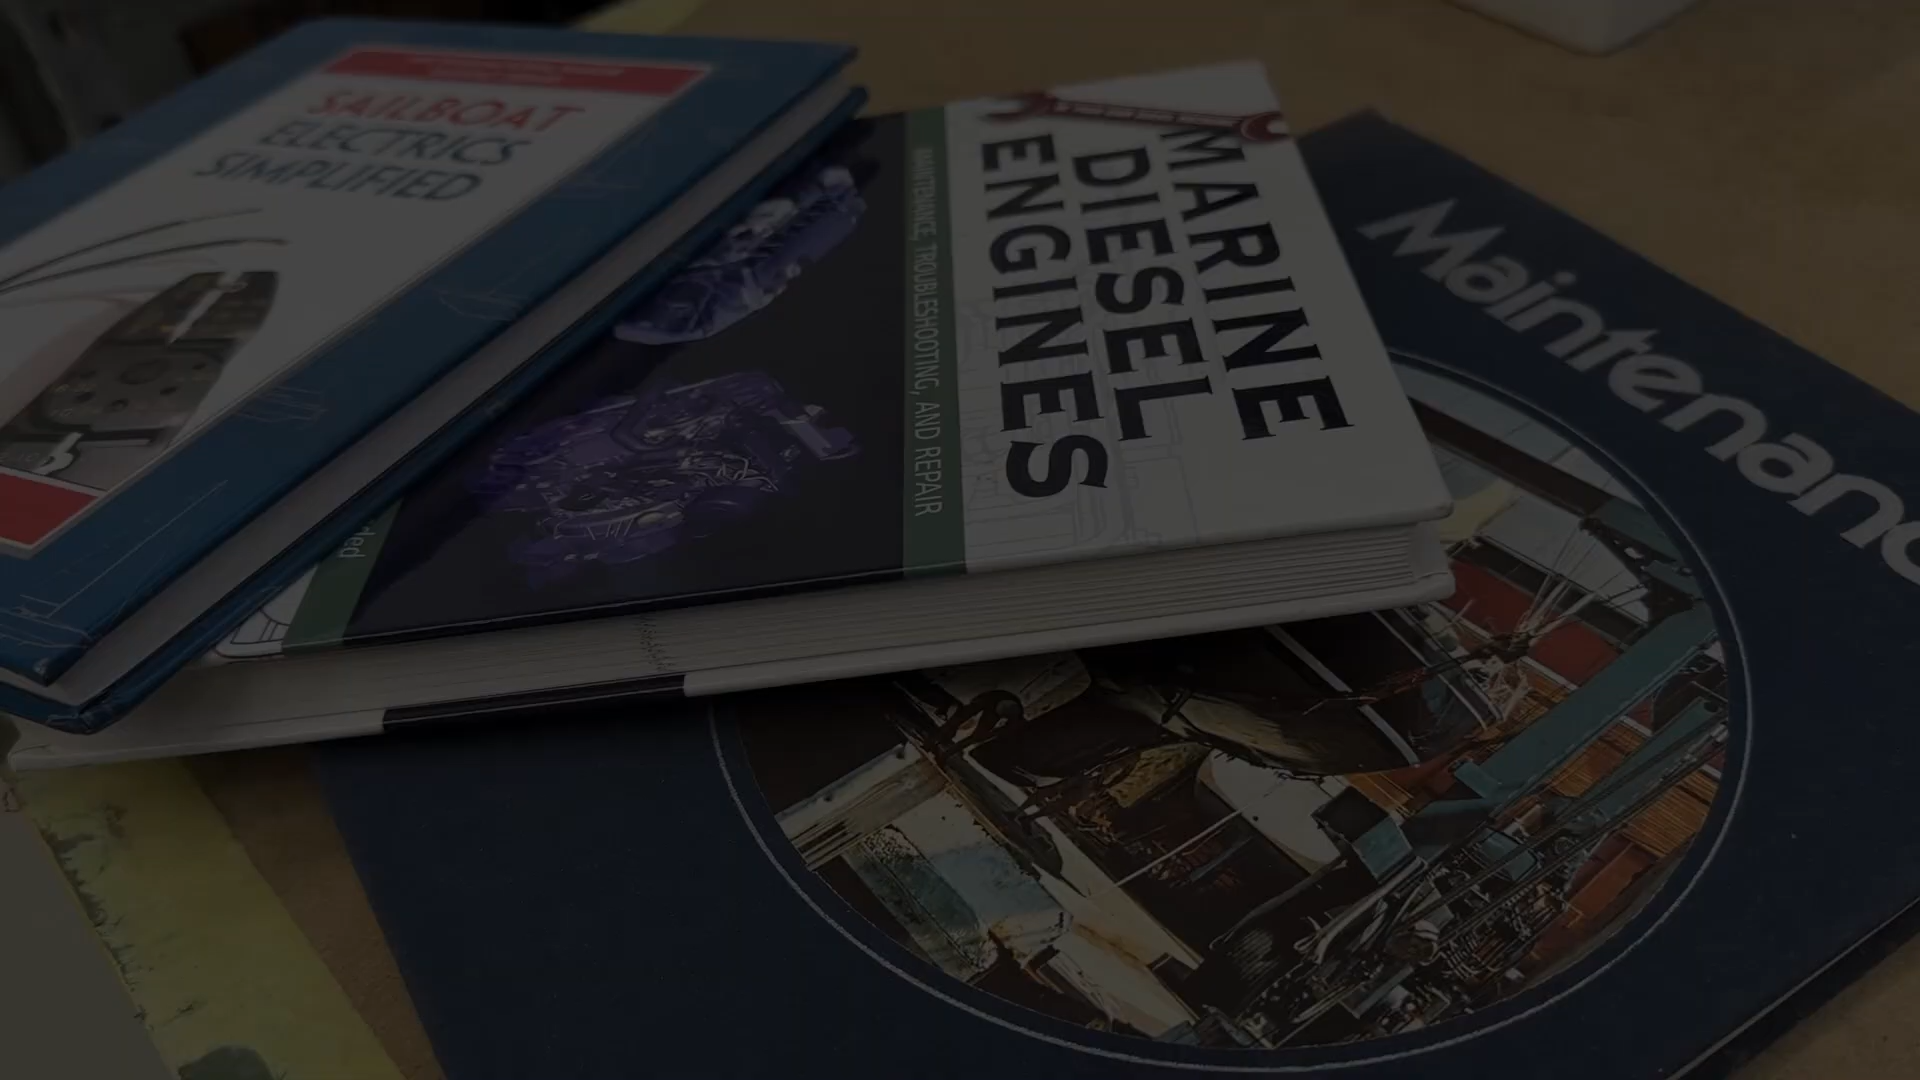 SAILBOAT
ELECTRICS
SIMPLIFIED
MARINE
DIESEL
ENGINES
MAINTENANCE, TROUBLESHOOTING, AND REPAIR
Maintenanc